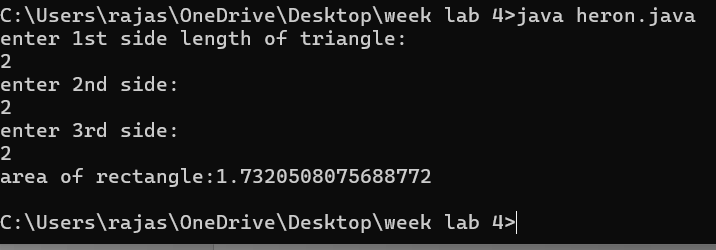 C:\Users\rajas\OneDrive\Desktop\week lab 4>java heron.java
enter 1st side length of triangle:
2
enter 2nd side:
2
enter 3rd side:
2
area of rectangle:1.7320508075688772
C:\Users\rajas\OneDrive\Desktop\week lab 4>